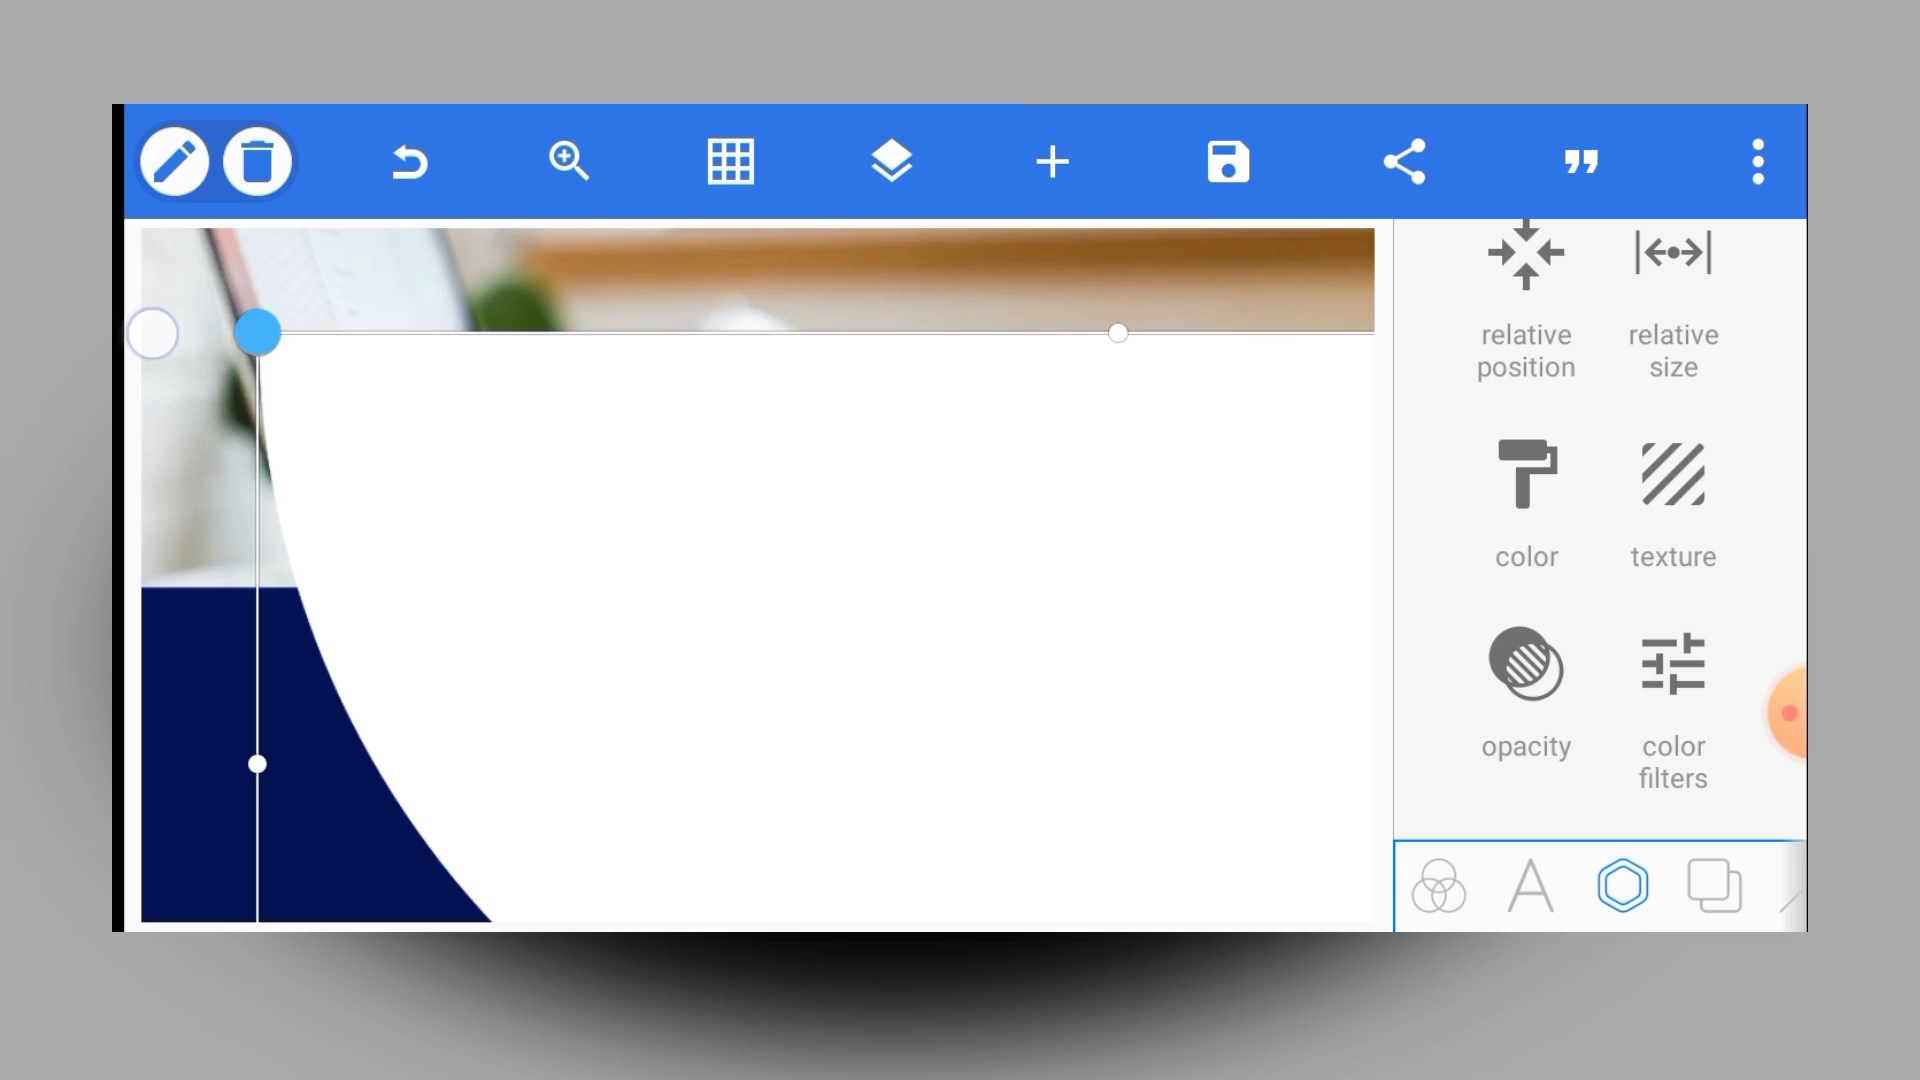 relative
position
relative
size
color
texture
opacity
color
filters